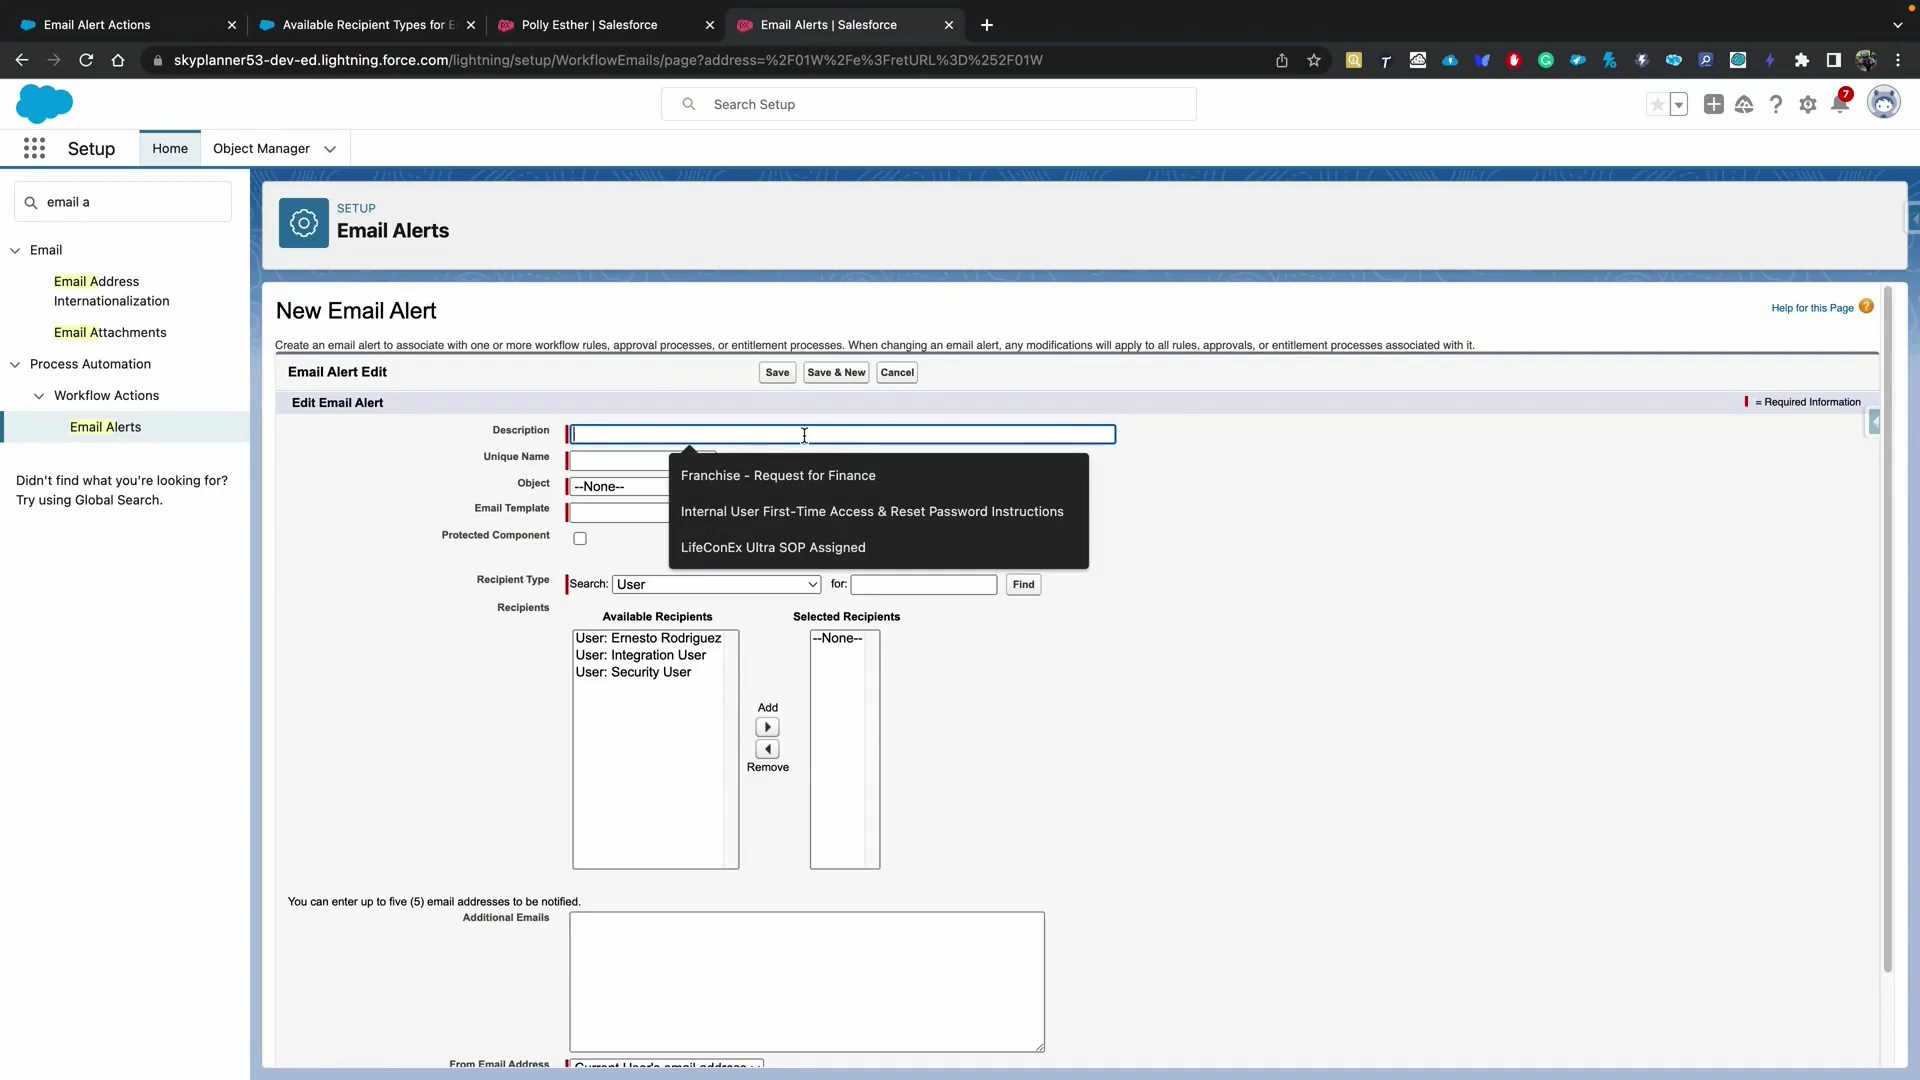 Email Alert Actions
Available Recipient Types for E
Polly Esther | Salesforce
Email Alerts | Salesforce
skyplanner53-dev-ed.lightning.force.com/lightning/setup/WorkflowEmails/page?address=%2F01W%2Fe%3FretURL%3D%252F01W
Search Setup
7
Setup
Home
Object Manager
email a
Email
Email Address
Internationalization
Email Attachments
Process Automation
Workflow Actions
Email Alerts
Didn't find what you're looking for?
Try using Global Search.
SETUP
Email Alerts
New Email Alert
Help for this Page
Create an email alert to associate with one or more workflow rules, approval processes, or entitlement processes. When changing an email alert, any modifications will apply to all rules, approvals, or entitlement processes associated with it.
Email Alert Edit
Save
Save & New
Cancel
Edit Email Alert
= Required Information
Description
Unique Name
Franchise - Request for Finance
Object
--None--
Email Template
Internal User First-Time Access & Reset Password Instructions
Protected Component
LifeConEx Ultra SOP Assigned
Recipient Type
Search:
User
for:
Find
Recipients
Available Recipients
Selected Recipients
User: Ernesto Rodriguez
User: Integration User
User: Security User
--None--
Add
Remove
You can enter up to five (5) email addresses to be notified.
Additional Emails
From Email Address
Current User's email address